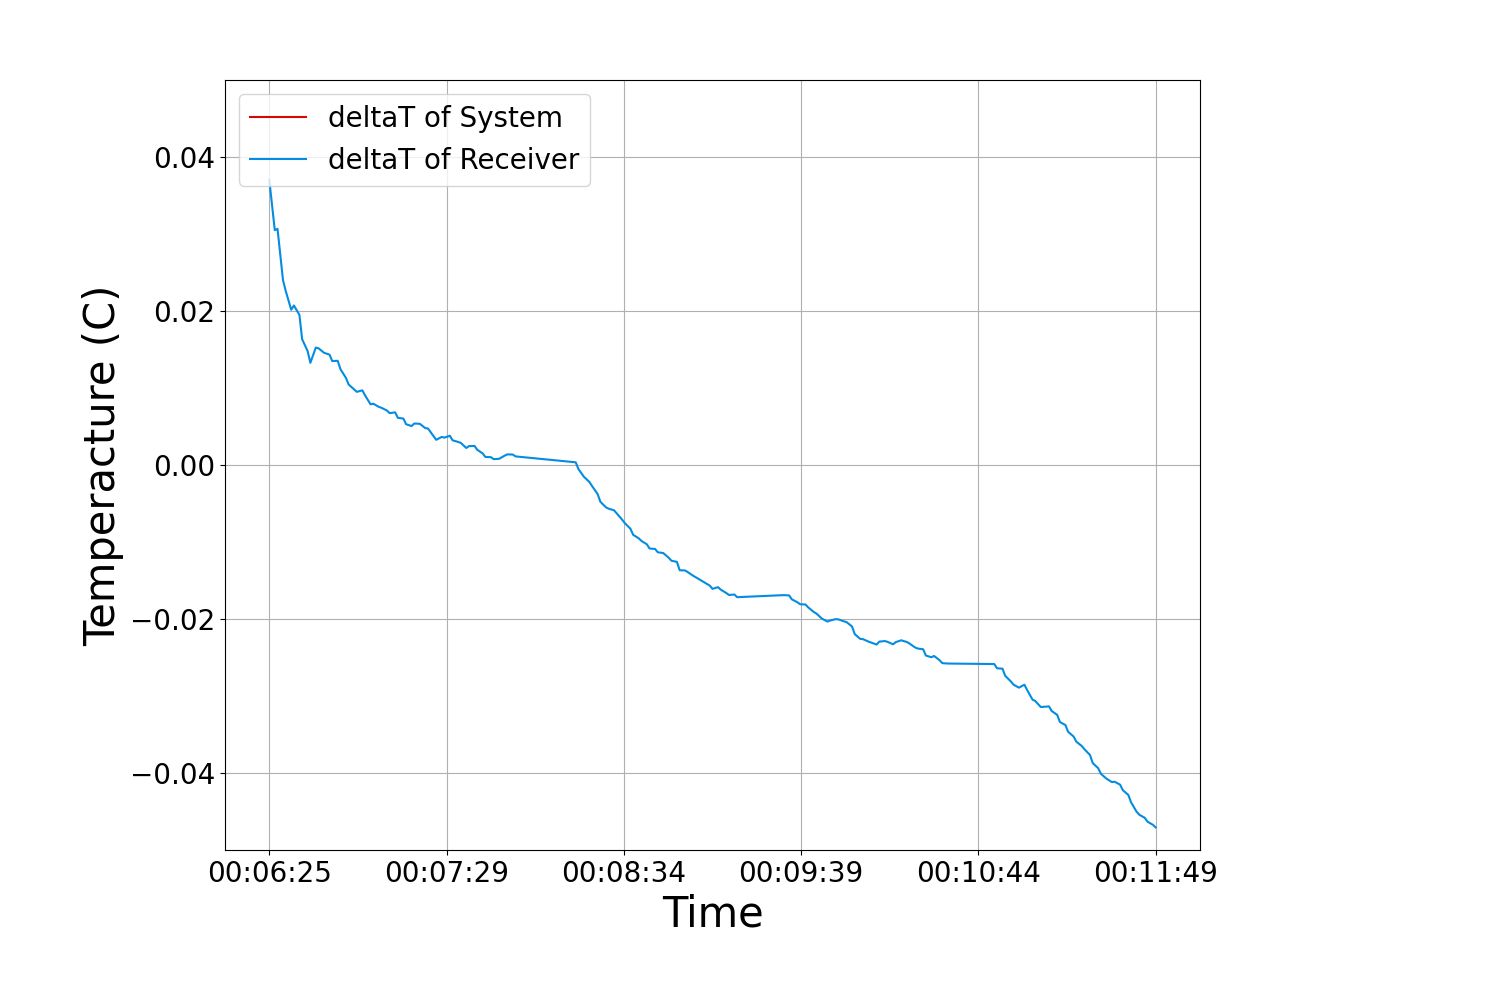 deltaT of System
deltaT of Receiver
0.04
0.02
0.00
−0.02
−0.04
Temperacture (C)
00:06:25 00:07:29 00:08:34 00:09:39 00:10:44 00:11:49
Time